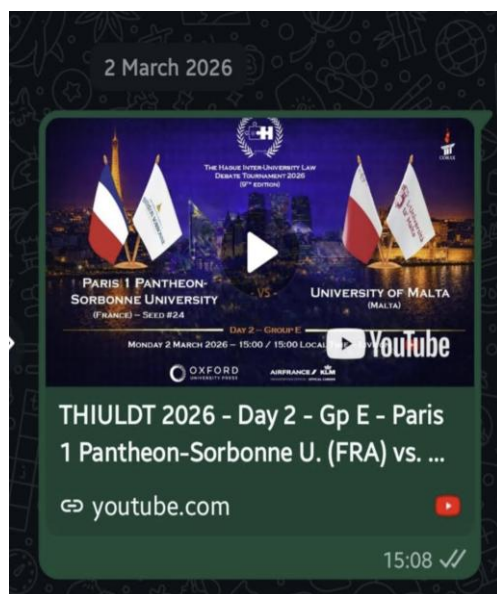 2 March 2026
THE HAGUE INTER-UNIVERSITY LAW
DEBATE TOURNAMENT 2026
(9TH EDITION)
PARIS 1 PANTHEON-
SORBONNE UNIVERSITY
(FRANCE) – SEED #24
-VS-
UNIVERSITY OF MALTA
(MALTA)
DAY 2 – GROUP E
MONDAY 2 MARCH 2026 – 15:00 / 15:00 LOCAL
YouTube
OXFORD
UNIVERSITY PRESS
AIRFRANCE KLM
THIULDT 2026 - Day 2 - Gp E - Paris
1 Pantheon-Sorbonne U. (FRA) vs. ...
youtube.com
15:08